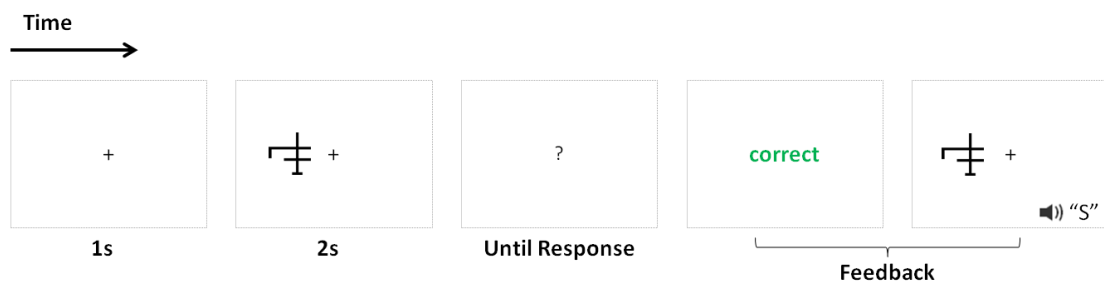 Time
+
+
?
correct
+
“S”
1s
2s
Until Response
Feedback